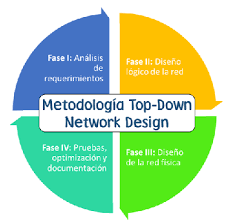 Fase I: Análisis
de
requerimientos
Fase II: Diseño
lógico de la red
Metodología Top-Down
Network Design
Fase IV: Pruebas,
optimización y
documentación
Fase III: Diseño
de la red física